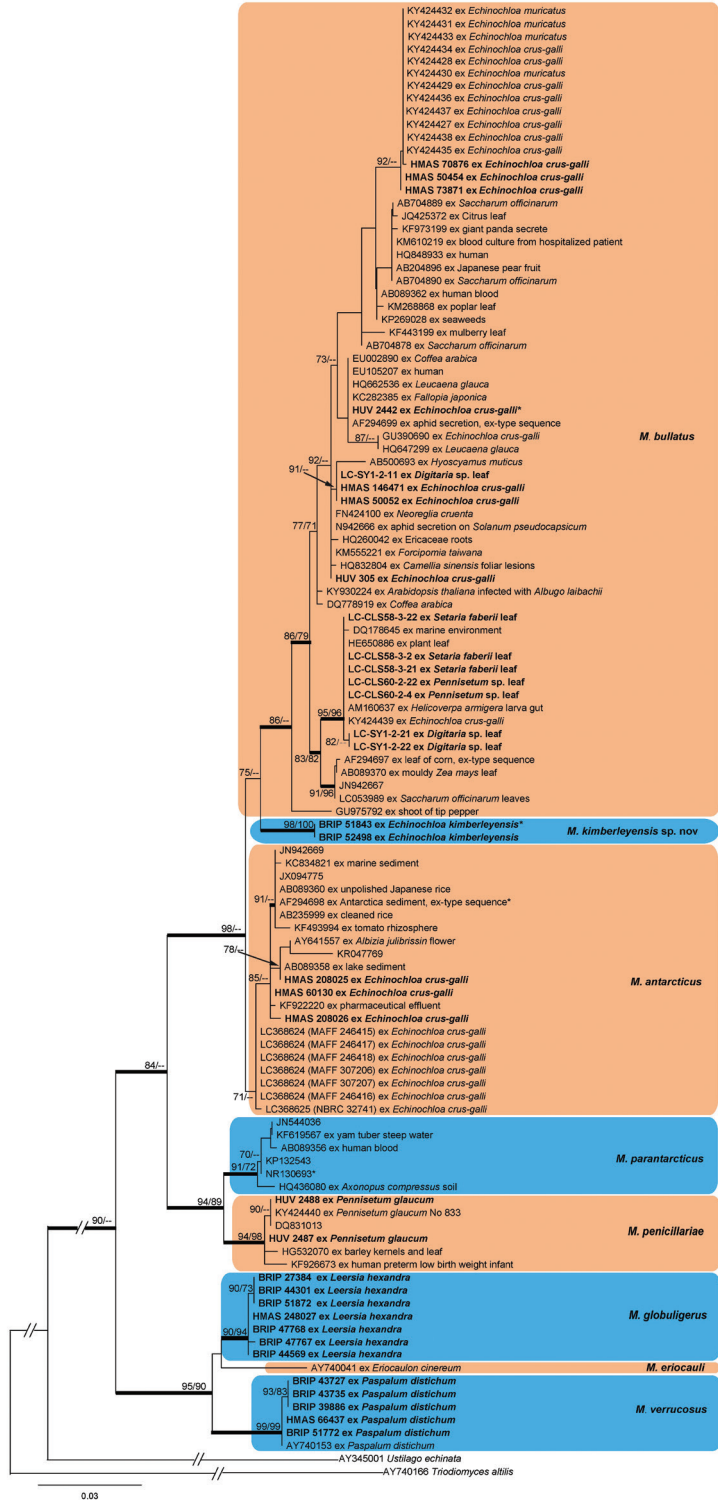 KY424432 ex Echinochloa muricatus
KY424431 ex Echinochloa muricatus
KY424433 ex Echinochloa muricatus
KY424434 ex Echinochloa crus-galli
KY424428 ex Echinochloa crus-galli
KY424430 ex Echinochloa muricatus
KY424429 ex Echinochloa crus-galli
KY424436 ex Echinochloa crus-galli
KY424437 ex Echinochloa crus-galli
KY424427 ex Echinochloa crus-galli
KY424438 ex Echinochloa crus-galli
KY424435 ex Echinochloa crus-galli
92/--
HMAS 70876 ex Echinochloa crus-galli
HMAS 50454 ex Echinochloa crus-galli
HMAS 73871 ex Echinochloa crus-galli
AB704889 ex Saccharum officinarum
JQ425372 ex Citrus leaf
KF973199 ex giant panda secrete
KM610219 ex blood culture from hospitalized patient
HQ848933 ex human
AB204896 ex Japanese pear fruit
AB704890 ex Saccharum officinarum
AB089362 ex human blood
KM268868 ex poplar leaf
KP269028 ex seaweeds
KF443199 ex mulberry leaf
AB704878 ex Saccharum officinarum
73/--
EU002890 ex Coffea arabica
EU105207 ex human
HQ662536 ex Leucaena glauca
KC282385 ex Fallopia japonica
HUV 2442 ex Echinochloa crus-galli*
AF294699 ex aphid secretion, ex-type sequence
87/--
GU390690 ex Echinochloa crus-galli
HQ647299 ex Leucaena glauca
M. bullatus
92/--
AB500693 ex Hyoscyamus muticus
91/--
LC-SY1-2-11 ex Digitaria sp. leaf
HMAS 146471 ex Echinochloa crus-galli
HMAS 50052 ex Echinochloa crus-galli
FN424100 ex Neoreglia cruenta
77/71
N942666 ex aphid secretion on Solanum pseudocapsicum
HQ260042 ex Ericaceae roots
KM555221 ex Forcipomia taiwana
HQ832804 ex Camellia sinensis foliar lesions
HUV 305 ex Echinochloa crus-galli
KY930224 ex Arabidopsis thaliana infected with Albugo laibachii
DQ778919 ex Coffea arabica
86/79
LC-CLS58-3-22 ex Setaria faberii leaf
DQ178645 ex marine environment
HE650886 ex plant leaf
LC-CLS58-3-2 ex Setaria faberii leaf
LC-CLS58-3-21 ex Setaria faberii leaf
LC-CLS60-2-22 ex Pennisetum sp. leaf
LC-CLS60-2-4 ex Pennisetum sp. leaf
95/96
AM160637 ex Helicoverpa armigera larva gut
KY424439 ex Echinochloa crus-galli
86/--
82/--
LC-SY1-2-21 ex Digitaria sp. leaf
LC-SY1-2-22 ex Digitaria sp. leaf
83/82
AF294697 ex leaf of corn, ex-type sequence
AB089370 ex mouldy Zea mays leaf
75/--
JN942667
91/96
LC053989 ex Saccharum officinarum leaves
GU975792 ex shoot of tip pepper
98/100
BRIP 51843 ex Echinochloa kimberleyensis*
BRIP 52498 ex Echinochloa kimberleyensis
M. kimberleyensis sp. nov
JN942669
KC834821 ex marine sediment
JX094775
AB089360 ex unpolished Japanese rice
91/--
AF294698 ex Antarctica sediment, ex-type sequence*
AB235999 ex cleaned rice
KF493994 ex tomato rhizosphere
98/--
AY641557 ex Albizia julibrissin flower
78/--
KR047769
AB089358 ex lake sediment
85/--
HMAS 208025 ex Echinochloa crus-galli
M. antarcticus
HMAS 60130 ex Echinochloa crus-galli
KF922220 ex pharmaceutical effluent
HMAS 208026 ex Echinochloa crus-galli
LC368624 (MAFF 246415) ex Echinochloa crus-galli
LC368624 (MAFF 246417) ex Echinochloa crus-galli
LC368624 (MAFF 246418) ex Echinochloa crus-galli
84/--
LC368624 (MAFF 307206) ex Echinochloa crus-galli
LC368624 (MAFF 307207) ex Echinochloa crus-galli
71/--
LC368624 (MAFF 246416) ex Echinochloa crus-galli
LC368625 (NBRC 32741) ex Echinochloa crus-galli
JN544036
KF619567 ex yam tuber steep water
AB089356 ex human blood
70/--
KP132543
M. parantarcticus
91/72
NR130693*
HQ436080 ex Axonopus compressus soil
94/89
HUV 2488 ex Pennisetum glaucum
90/--
KY424440 ex Pennisetum glaucum No 833
90/--
DQ831013
M. penicillariae
94/98
HUV 2487 ex Pennisetum glaucum
HG532070 ex barley kernels and leaf
KF926673 ex human preterm low birth weight infant
90/73
BRIP 27384 ex Leersia hexandra
BRIP 44301 ex Leersia hexandra
BRIP 51872 ex Leersia hexandra
HMAS 248027 ex Leersia hexandra
M. globuligerus
90/94
BRIP 47768 ex Leersia hexandra
BRIP 47767 ex Leersia hexandra
BRIP 44569 ex Leersia hexandra
AY740041 ex Eriocaulon cinereum
M. eriocauli
95/90
93/83
BRIP 43727 ex Paspalum distichum
BRIP 43735 ex Paspalum distichum
BRIP 39886 ex Paspalum distichum
M. verrucosus
99/99
HMAS 66437 ex Paspalum distichum
BRIP 51772 ex Paspalum distichum
AY740153 ex Paspalum distichum
AY345001 Ustilago echinata
AY740166 Triodiomyces altilis
0.03